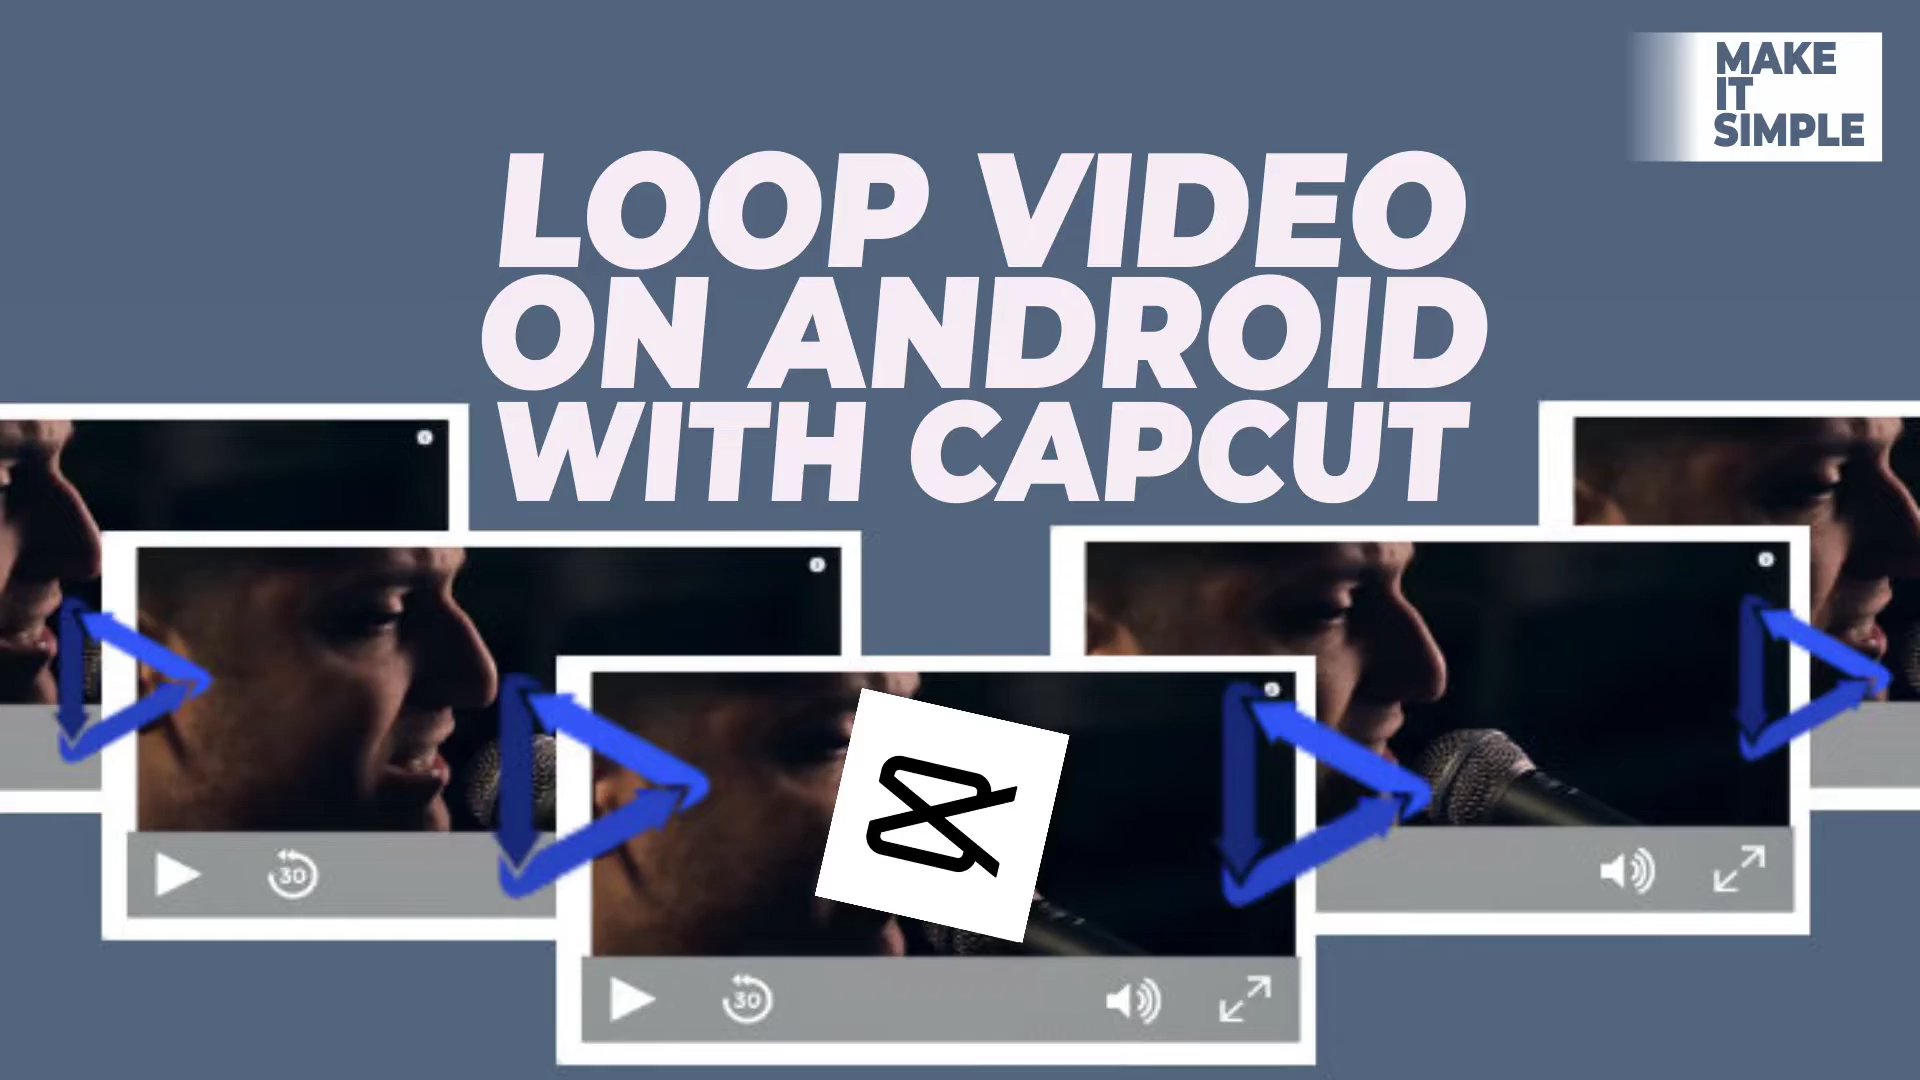 MAKE
IT
SIMPLE
LOOP VIDEO
ON ANDROID
WITH CAPCUT
30
30